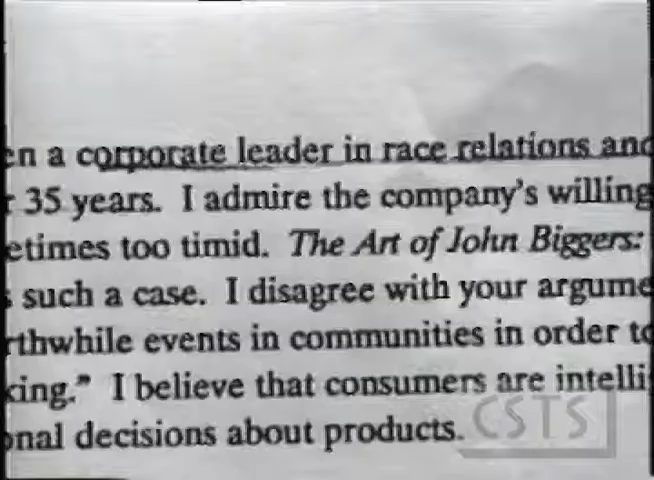 en a corporate leader in race relations and
35 years. I admire the company's willing
etimes too timid. The Art of John Biggers:
such a case. I disagree with your argume
rthwhile events in communities in order to
king." I believe that consumers are intelli
onal decisions about products.
CSTS